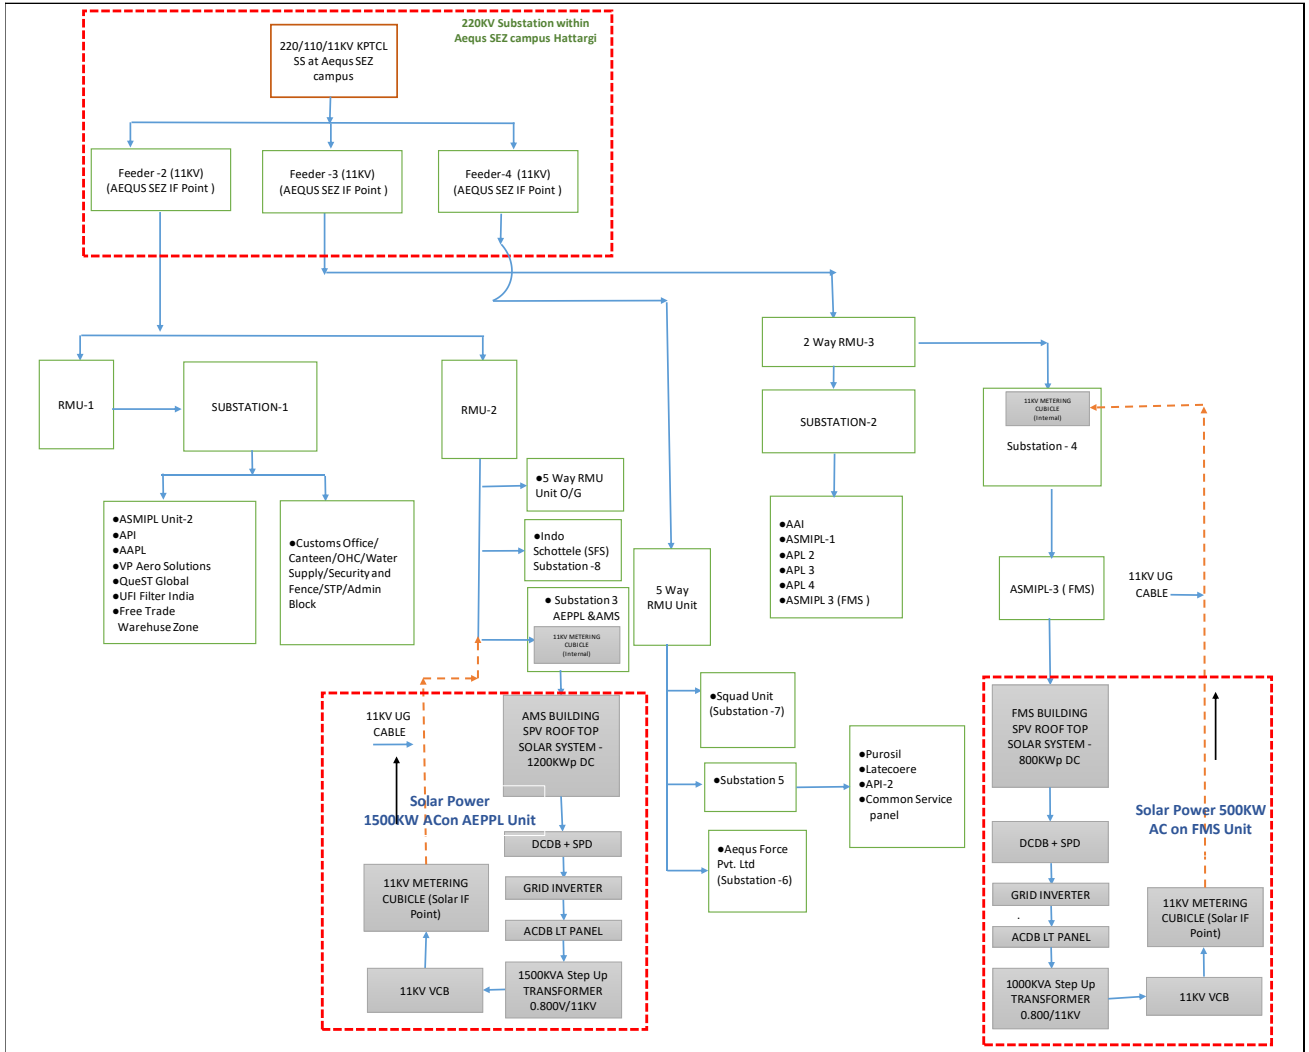 220KV Substation within
Aequs SEZ campus Hattargi
220/110/11KV KPTCL
SS at Aequs SEZ
campus
Feeder -2 (11KV)
(AEQUS SEZ IF Point )
Feeder -3 (11KV)
(AEQUS SEZ IF Point )
Feeder-4 (11KV)
(AEQUS SEZ IF Point )
RMU-1
SUBSTATION-1
RMU-2
2 Way RMU-3
SUBSTATION-2
11KV METERING
CUBICLE
(Internal)
Substation - 4
●ASMIPL Unit-2
●API
●AAPL
●VP Aero Solutions
●QueST Global
●UFI Filter India
●Free Trade
Warehuse Zone
●Customs Office/
Canteen/OHC/Water
Supply/Security and
Fence/STP/Admin
Block
●5 Way RMU
Unit O/G
●Indo
Schottele (SFS)
Substation -8
● Substation 3
AEPPL &AMS
11KV METERING
CUBICLE
(Internal)
5 Way
RMU Unit
●AAI
●ASMIPL-1
●APL 2
●APL 3
●APL 4
●ASMIPL 3 (FMS )
ASMIPL-3 ( FMS)
11KV UG
CABLE
●Squad Unit
(Substation -7)
●Substation 5
●Purosil
●Latecoere
●API-2
●Common Service
panel
●Aequs Force
Pvt. Ltd
(Substation -6)
11KV UG
CABLE
AMS BUILDING
SPV ROOF TOP
SOLAR SYSTEM -
1200KWp DC
Solar Power
1500KW ACon AEPPL Unit
DCDB + SPD
GRID INVERTER
ACDB LT PANEL
1500KVA Step Up
TRANSFORMER
0.800V/11KV
11KV VCB
11KV METERING
CUBICLE (Solar IF
Point)
FMS BUILDING
SPV ROOF TOP
SOLAR SYSTEM -
800KWp DC
Solar Power 500KW
AC on FMS Unit
DCDB + SPD
GRID INVERTER
.
ACDB LT PANEL
1000KVA Step Up
TRANSFORMER
0.800/11KV
11KV VCB
11KV METERING
CUBICLE (Solar IF
Point)